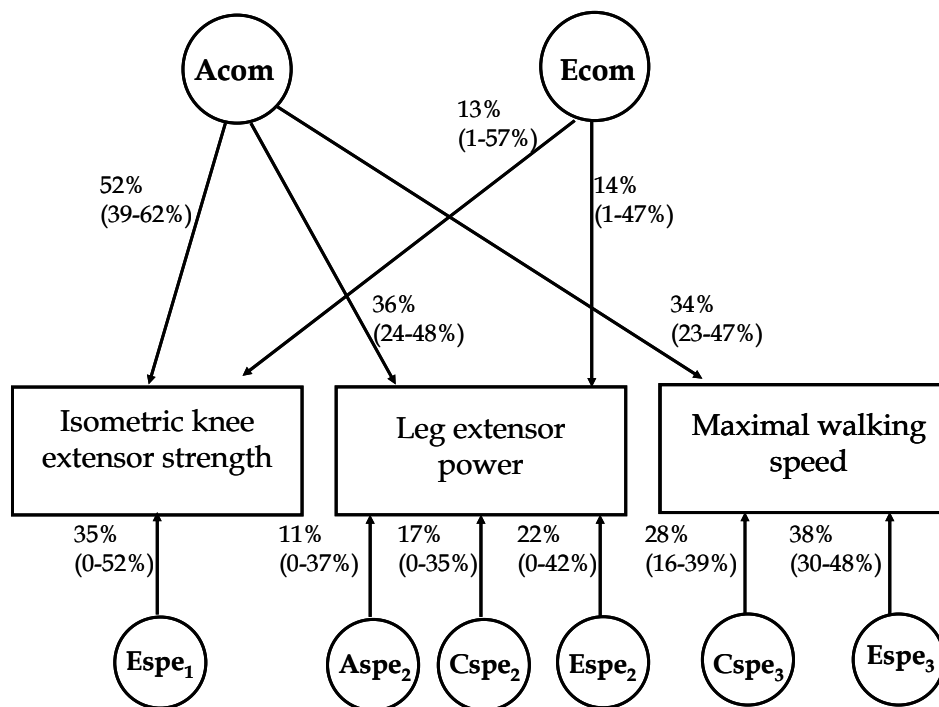 Acom
Ecom
13%
(1-57%)
52%
(39-62%)
14%
(1-47%)
36%
(24-48%)
34%
(23-47%)
Isometric knee
extensor strength
Leg extensor
power
Maximal walking
speed
35%
(0-52%)
11%
(0-37%)
17%
(0-35%)
22%
(0-42%)
28%
(16-39%)
38%
(30-48%)
Espe₁
Aspe₂
Cspe₂
Espe₂
Cspe₃
Espe₃